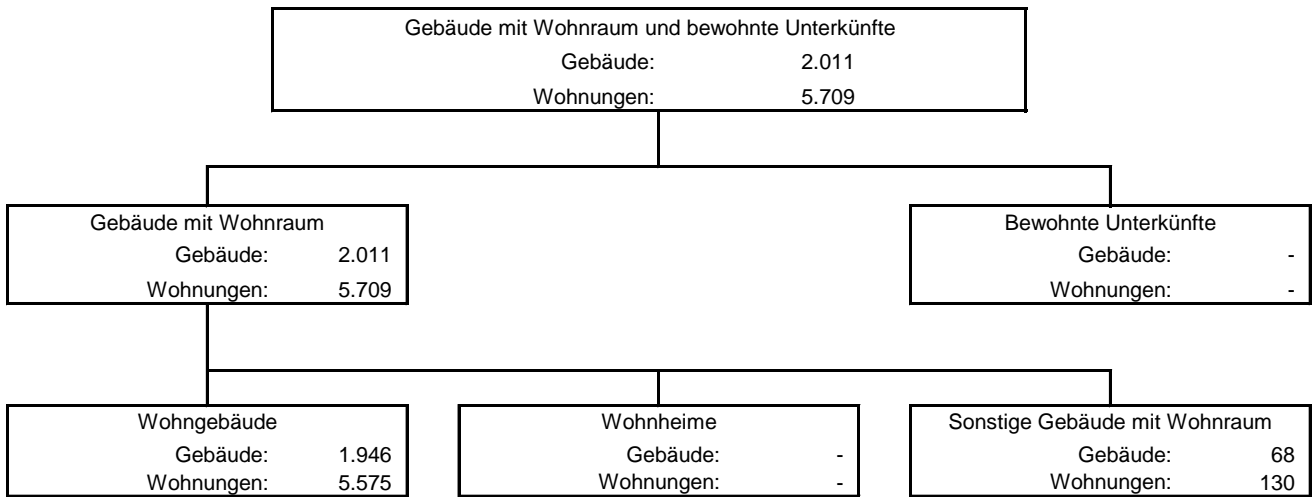 Gebäude mit Wohnraum und bewohnte Unterkünfte
Gebäude: 2.011
Wohnungen: 5.709
Gebäude mit Wohnraum
Gebäude: 2.011
Wohnungen: 5.709
Bewohnte Unterkünfte
Gebäude: -
Wohnungen: -
Wohngebäude
Gebäude: 1.946
Wohnungen: 5.575
Wohnheime
Gebäude: -
Wohnungen: -
Sonstige Gebäude mit Wohnraum
Gebäude: 68
Wohnungen: 130